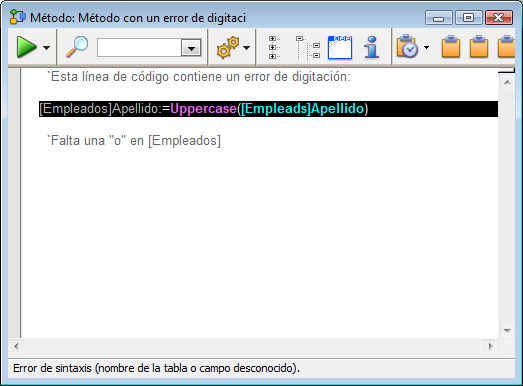 Método: Método con un error de digitaci
`Esta línea de código contiene un error de digitación:
[Empleados]Apellido:=Uppercase([Empleads]Apellido)
`Falta una "o" en [Empleados]
Error de sintaxis (nombre de la tabla o campo desconocido).